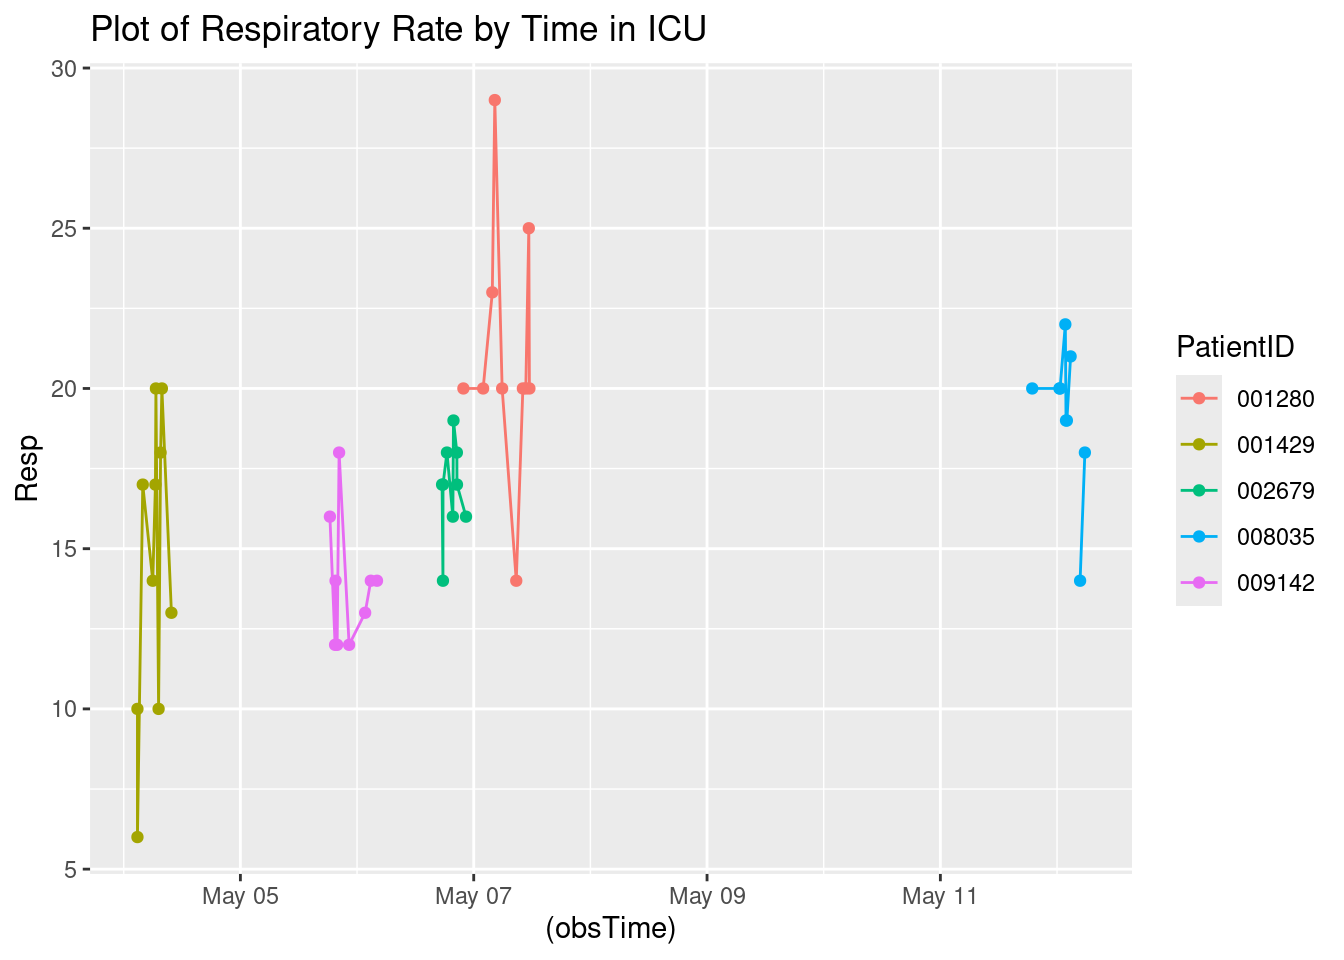 Plot of Respiratory Rate by Time in ICU
30
25
20
15
10
5
Resp
May 05
May 07
May 09
May 11
(obsTime)
PatientID
001280
001429
002679
008035
009142